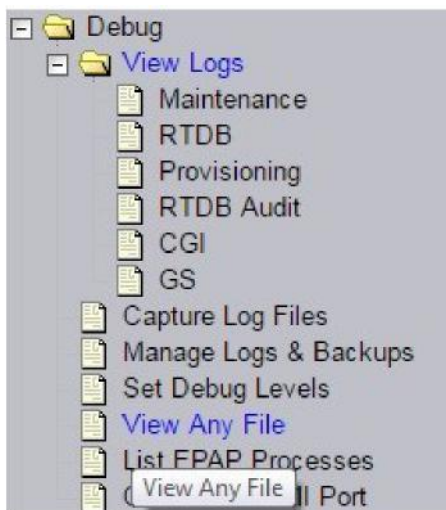 Debug
View Logs
Maintenance
RTDB
Provisioning
RTDB Audit
CGI
GS
Capture Log Files
Manage Logs & Backups
Set Debug Levels
View Any File
List EPAP Processes
View Any File
Port